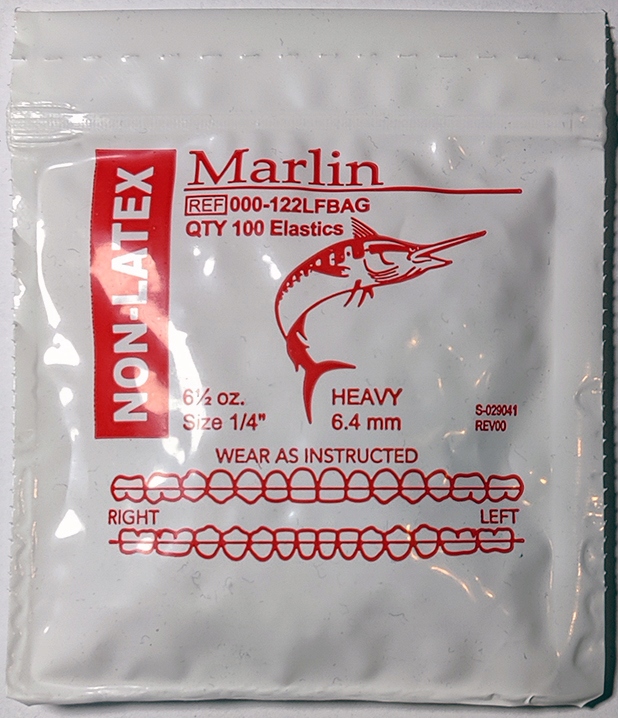 NON-LATEX
Marlin
REF 000-122LFBAG
QTY 100 Elastics
6½ oz. HEAVY
Size 1/4" 6.4 mm
S-029041
REV00
WEAR AS INSTRUCTED
RIGHT LEFT